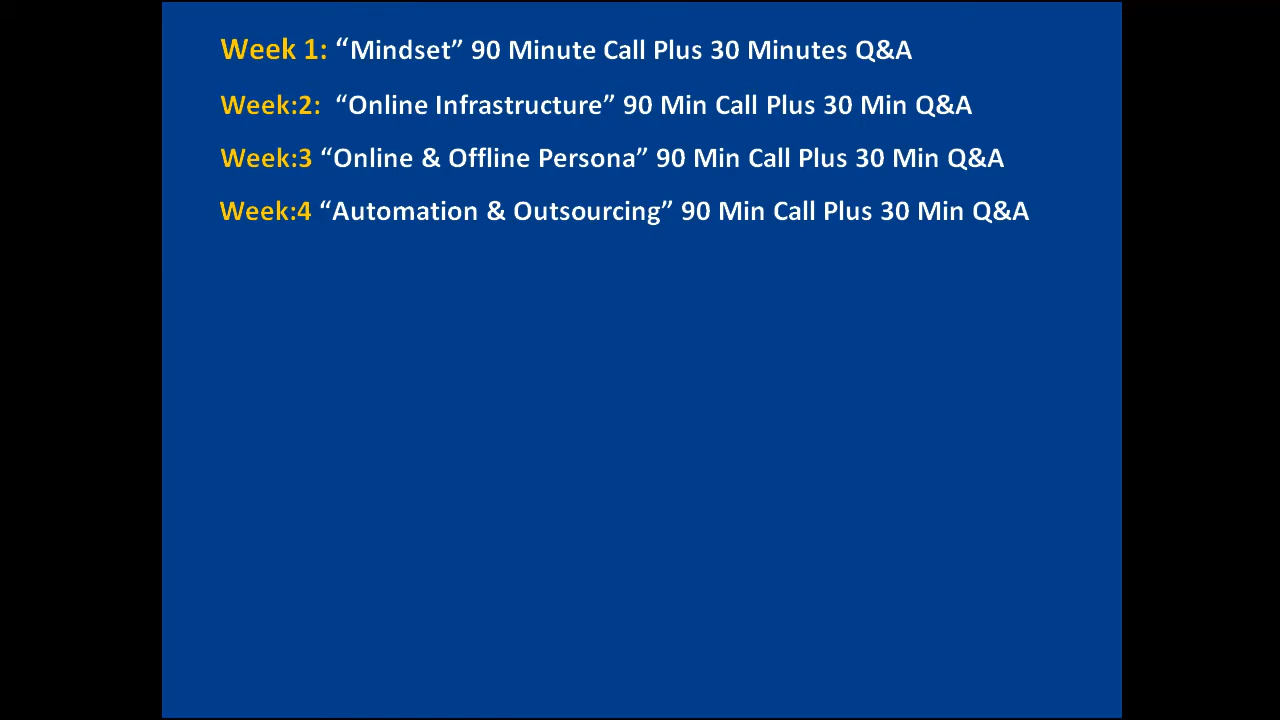 Week 1: “Mindset” 90 Minute Call Plus 30 Minutes Q&A
Week:2: “Online Infrastructure” 90 Min Call Plus 30 Min Q&A
Week:3 “Online & Offline Persona” 90 Min Call Plus 30 Min Q&A
Week:4 “Automation & Outsourcing” 90 Min Call Plus 30 Min Q&A